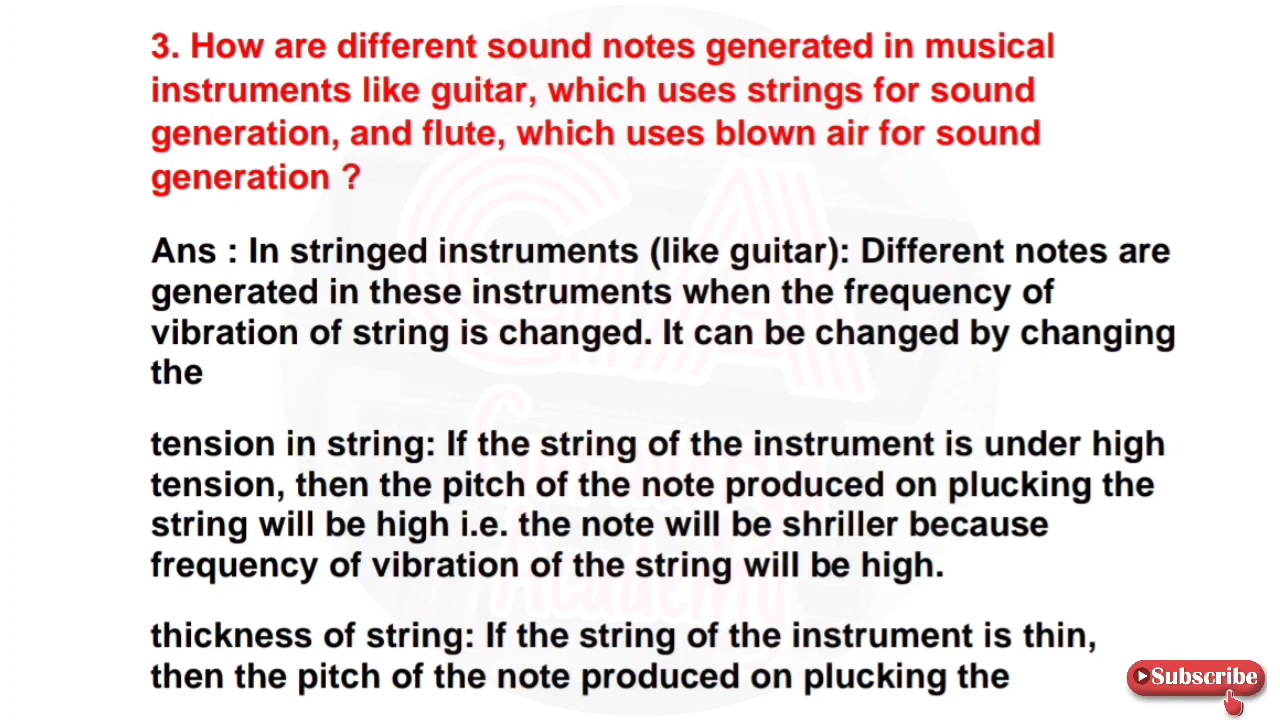 3. How are different sound notes generated in musical
instruments like guitar, which uses strings for sound
generation, and flute, which uses blown air for sound
generation ?
Ans : In stringed instruments (like guitar): Different notes are
generated in these instruments when the frequency of
vibration of string is changed. It can be changed by changing
the
tension in string: If the string of the instrument is under high
tension, then the pitch of the note produced on plucking the
string will be high i.e. the note will be shriller because
frequency of vibration of the string will be high.
thickness of string: If the string of the instrument is thin,
then the pitch of the note produced on plucking the
Subscribe